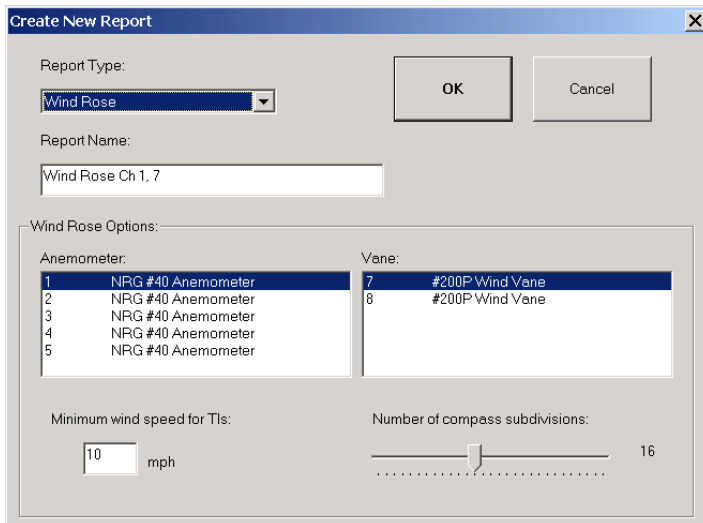 Create New Report
Report Type:
Wind Rose
OK
Cancel
Report Name:
Wind Rose Ch 1, 7
Wind Rose Options:
Anemometer:
1 NRG #40 Anemometer
2 NRG #40 Anemometer
3 NRG #40 Anemometer
4 NRG #40 Anemometer
5 NRG #40 Anemometer
Vane:
7 #200P Wind Vane
8 #200P Wind Vane
Minimum wind speed for TIs:
10 mph
Number of compass subdivisions:
16